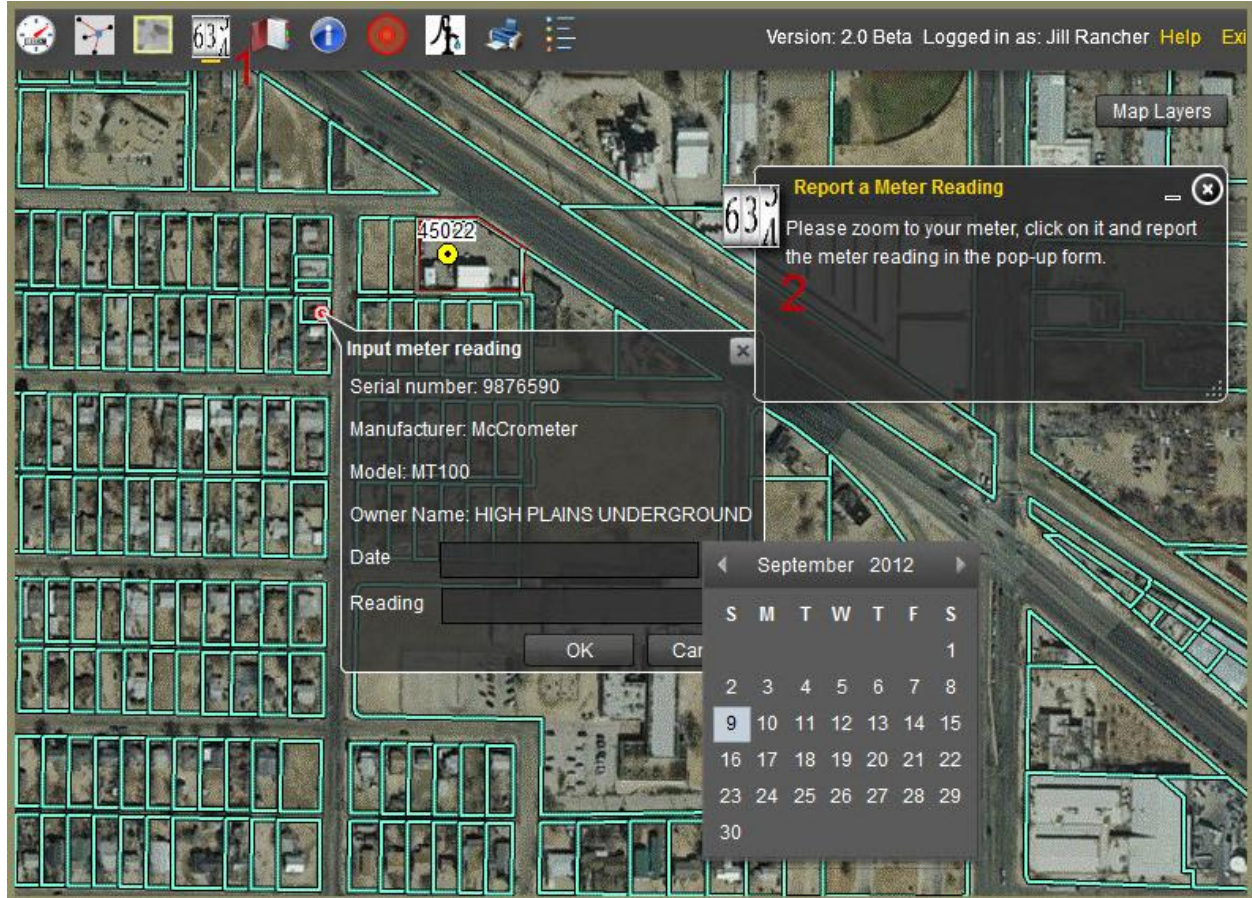 63
1
Version: 2.0 Beta Logged in as: Jill Rancher Help Exi
Map Layers
Report a Meter Reading
63
Please zoom to your meter, click on it and report
the meter reading in the pop-up form.
2
45022
Input meter reading
Serial number: 9876590
Manufacturer: McCrometer
Model: MT100
Owner Name: HIGH PLAINS UNDERGROUND
Date
Reading
OK
Can
September 2012
S M T W T F S
1
2 3 4 5 6 7 8
9 10 11 12 13 14 15
16 17 18 19 20 21 22
23 24 25 26 27 28 29
30